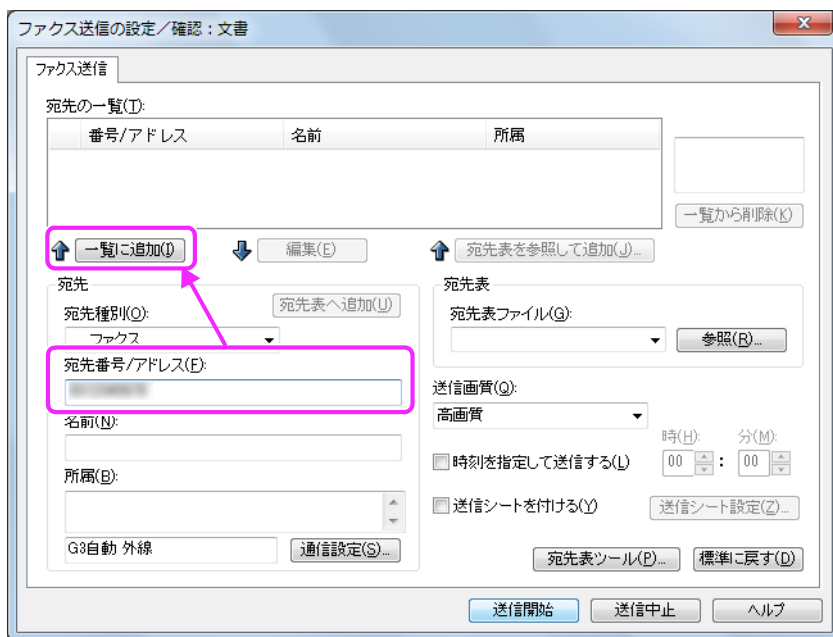 ファクス送信の設定／確認：文書
ファクス送信
宛先の一覧(T):
番号/アドレス 名前 所属
一覧から削除(K)
一覧に追加(I) 編集(E) 宛先表を参照して追加(J)...
宛先
宛先種別(O): 宛先表へ追加(U)
ファクス
宛先番号/アドレス(F):
名前(N):
所属(B):
G3自動 外線 通信設定(S)...
宛先表
宛先表ファイル(G):
参照(R)...
送信画質(Q):
高画質
時(H): 分(M):
時刻を指定して送信する(L) 00 : 00
送信シートを付ける(Y) 送信シート設定(Z)...
宛先表ツール(P)... 標準に戻す(D)
送信開始 送信中止 ヘルプ